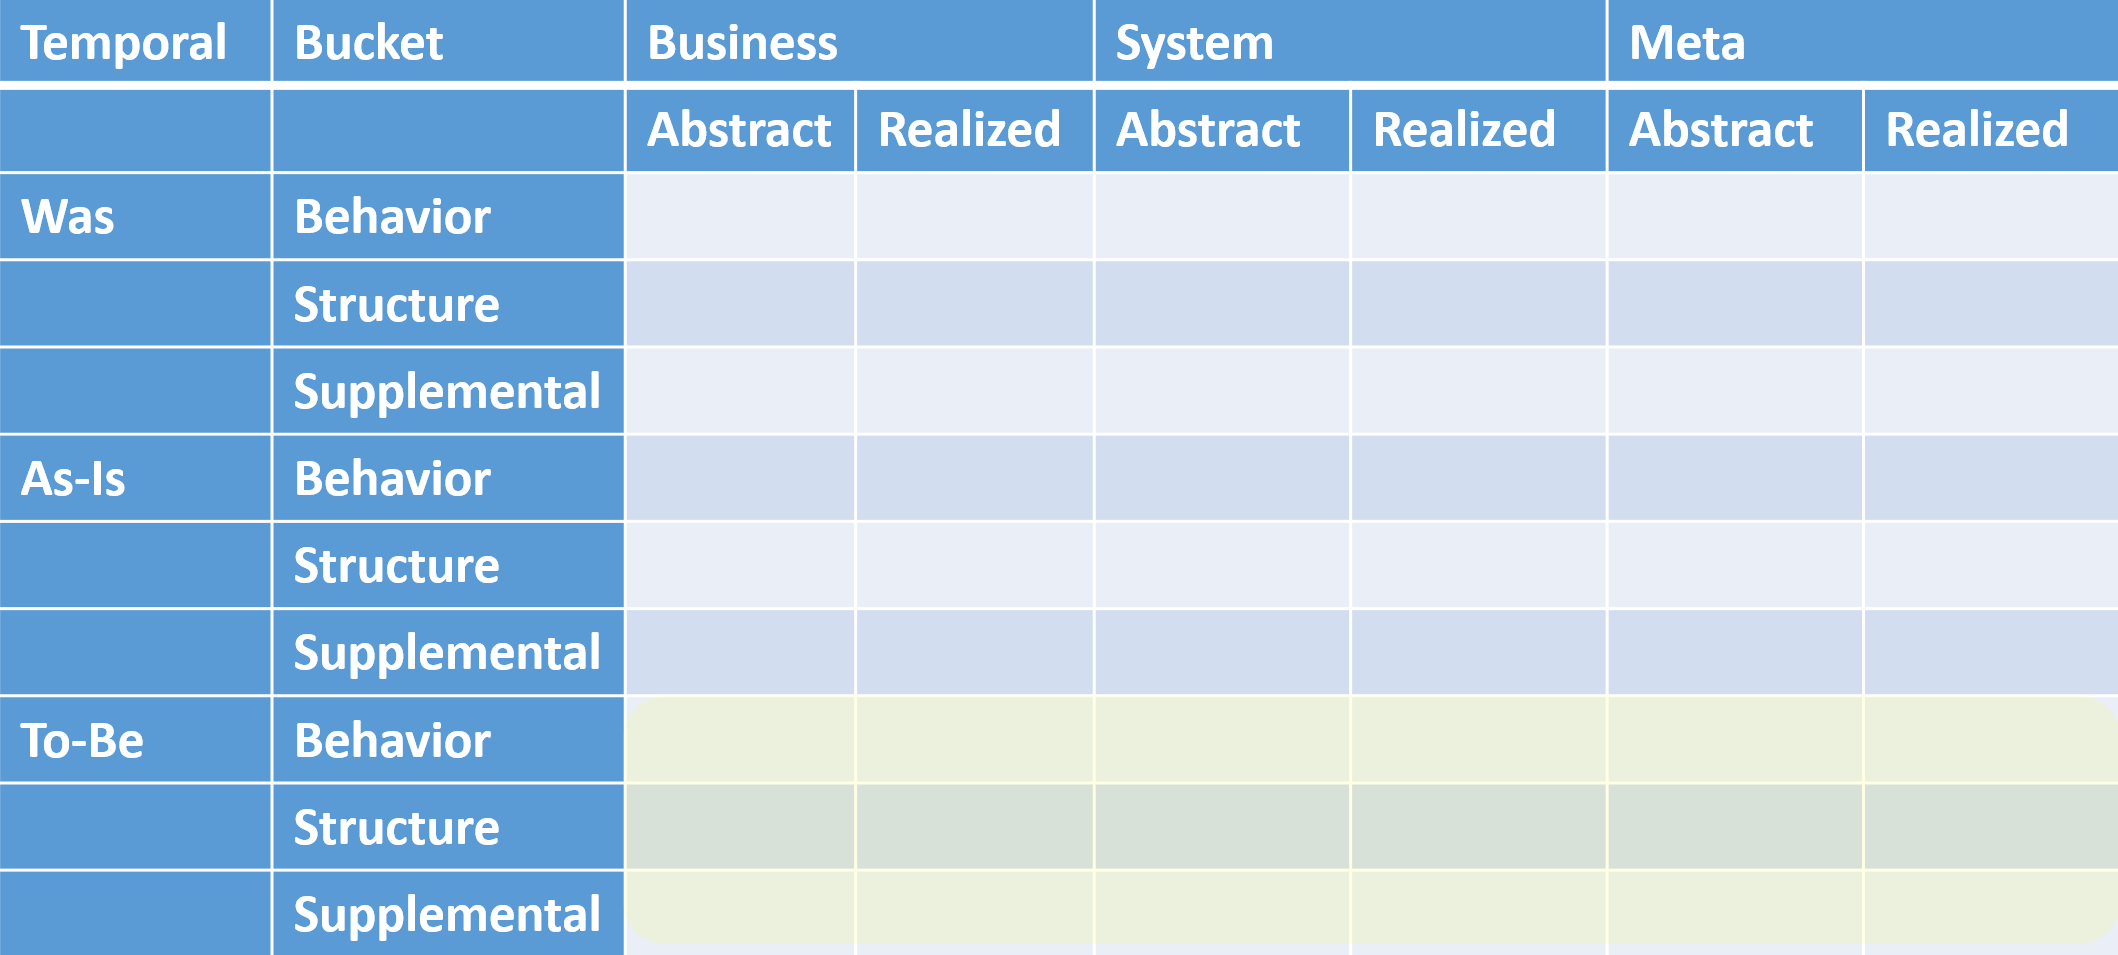 Temporal Bucket Business System Meta
Abstract Realized Abstract Realized Abstract Realized
Was Behavior
Structure
Supplemental
As-Is Behavior
Structure
Supplemental
To-Be Behavior
Structure
Supplemental